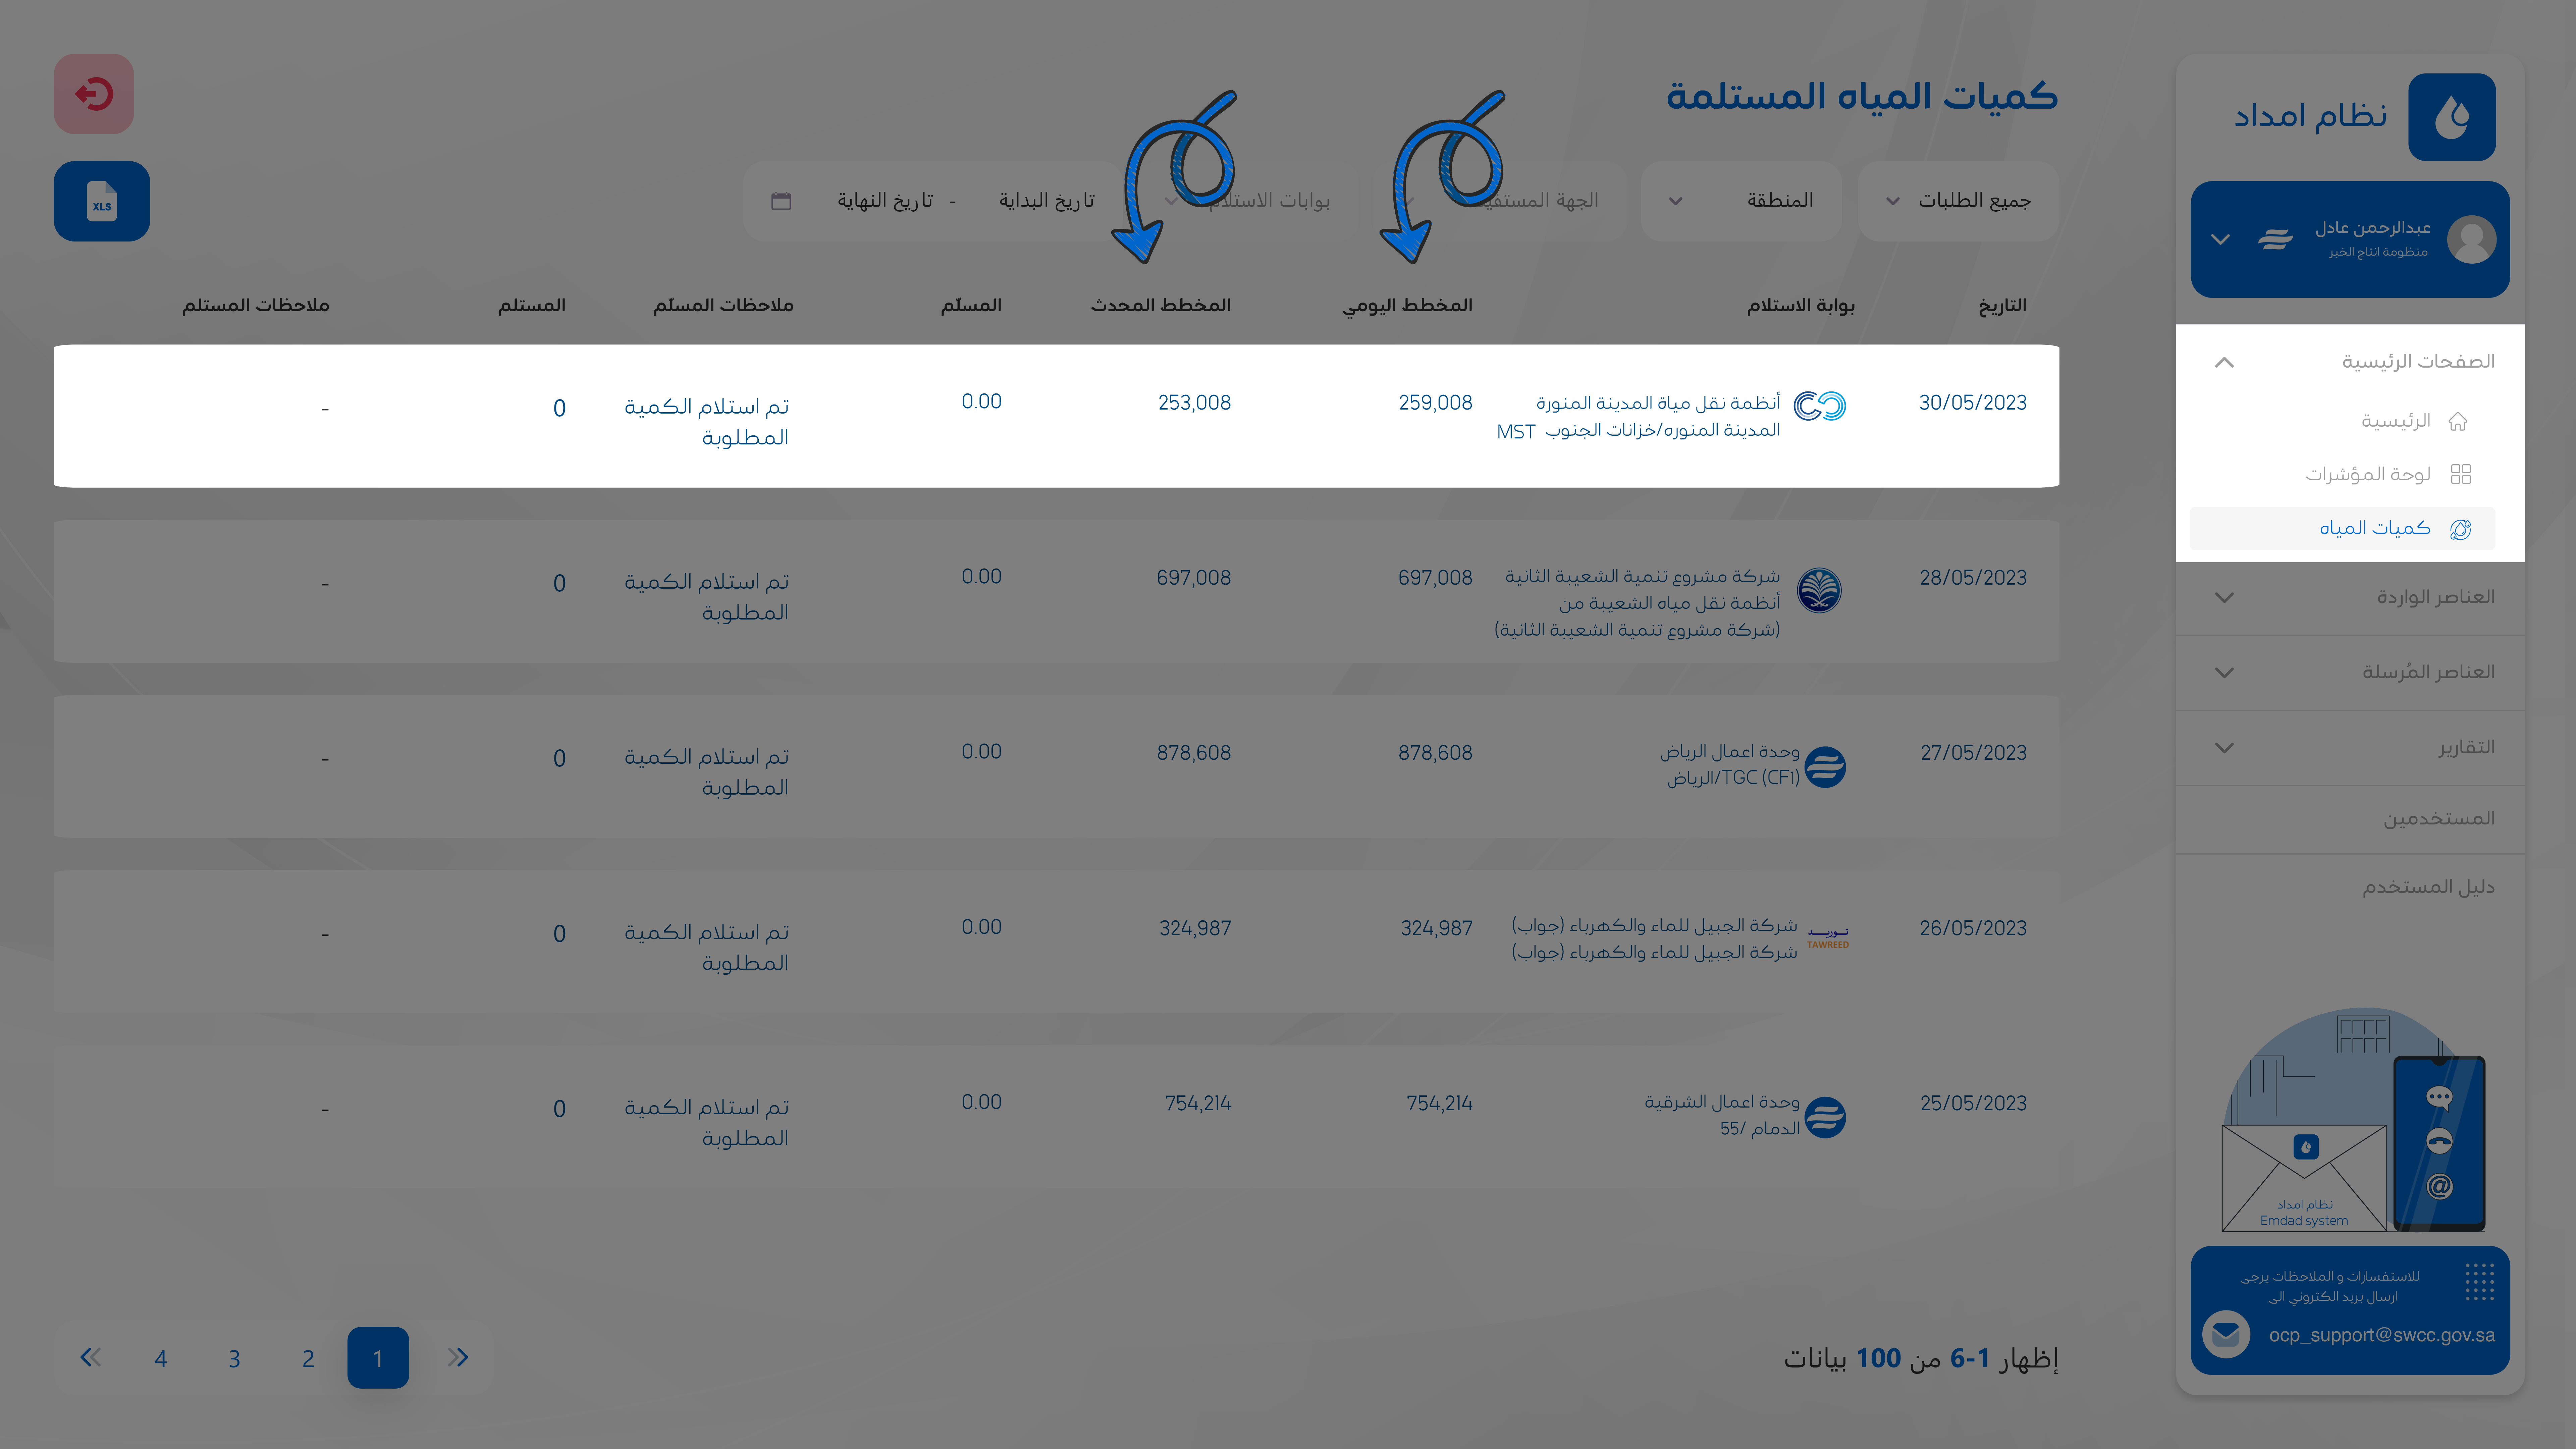 نظام امداد
عبدالرحمن عادل
منظومة انتاج الخبر
الصفحات الرئيسية
الرئيسية
لوحة المؤشرات
كميات المياه
العناصر الواردة
العناصر المُرسلة
التقارير
المستخدمين
دليل المستخدم
نظام امداد
Emdad system
للاستفسارات و الملاحظات يرجى
ارسال بريد الكتروني الى
ocp_support@swcc.gov.sa
كميات المياه المستلمة
جميع الطلبات
المنطقة
الجهة
بوابات الاستلام
تاريخ البداية - تاريخ النهاية
XLS
التاريخ بوابة الاستلام المخطط اليومي المخطط المحدث المسلّم ملاحظات المسلّم المستلم ملاحظات المستلم
30/05/2023 أنظمة نقل مياة المدينة المنورة 259,008 253,008 0.00 تم استلام الكمية 0 -
المدينة المنوره/خزانات الجنوب MST المطلوبة
28/05/2023 شركة مشروع تنمية الشعيبة الثانية 697,008 697,008 0.00 تم استلام الكمية 0 -
أنظمة نقل مياه الشعيبة من المطلوبة
(شركة مشروع تنمية الشعيبة الثانية)
27/05/2023 وحدة اعمال الرياض 878,608 878,608 0.00 تم استلام الكمية 0 -
الرياض/TGC (CF1) المطلوبة
26/05/2023 توريد TAWREED شركة الجبيل للماء والكهرباء (جواب) 324,987 324,987 0.00 تم استلام الكمية 0 -
شركة الجبيل للماء والكهرباء (جواب) المطلوبة
25/05/2023 وحدة اعمال الشرقية 754,214 754,214 0.00 تم استلام الكمية 0 -
الدمام /55 المطلوبة
إظهار 1-6 من 100 بيانات
1 2 3 4